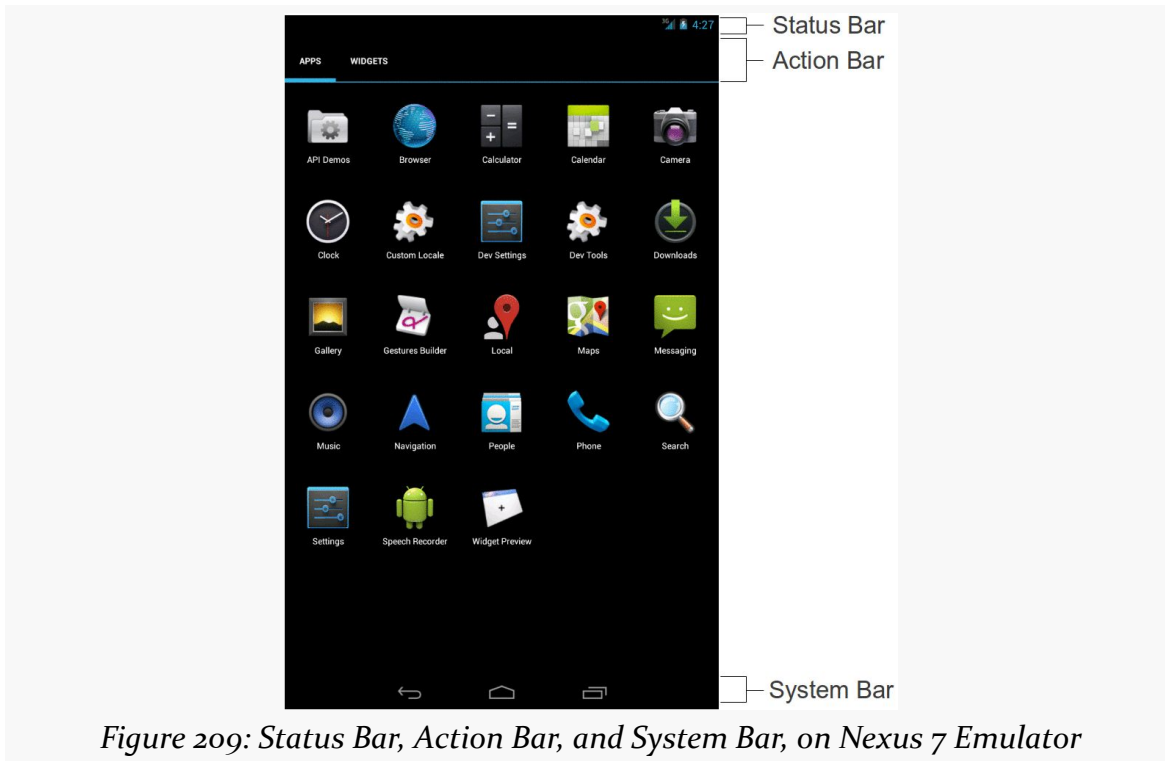 3G 4:27
Status Bar
Action Bar
APPS WIDGETS
API Demos Browser Calculator Calendar Camera
Clock Custom Locale Dev Settings Dev Tools Downloads
Gallery Gestures Builder Local Maps Messaging
Music Navigation People Phone Search
Settings Speech Recorder Widget Preview
System Bar
Figure 209: Status Bar, Action Bar, and System Bar, on Nexus 7 Emulator